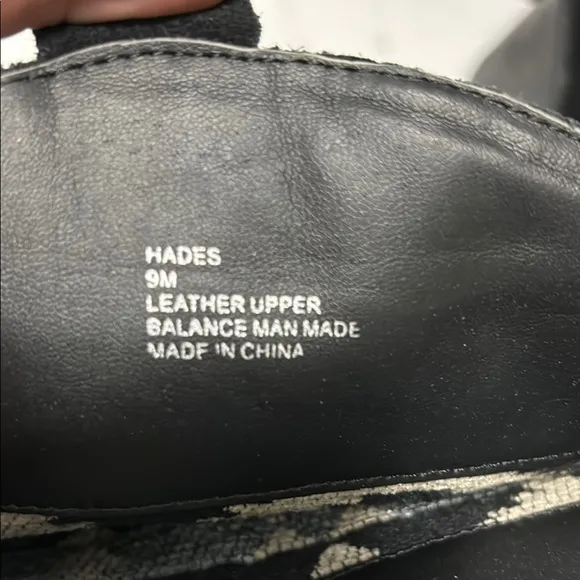 HADES
9M
LEATHER UPPER
BALANCE MAN MADE
MADE IN CHINA